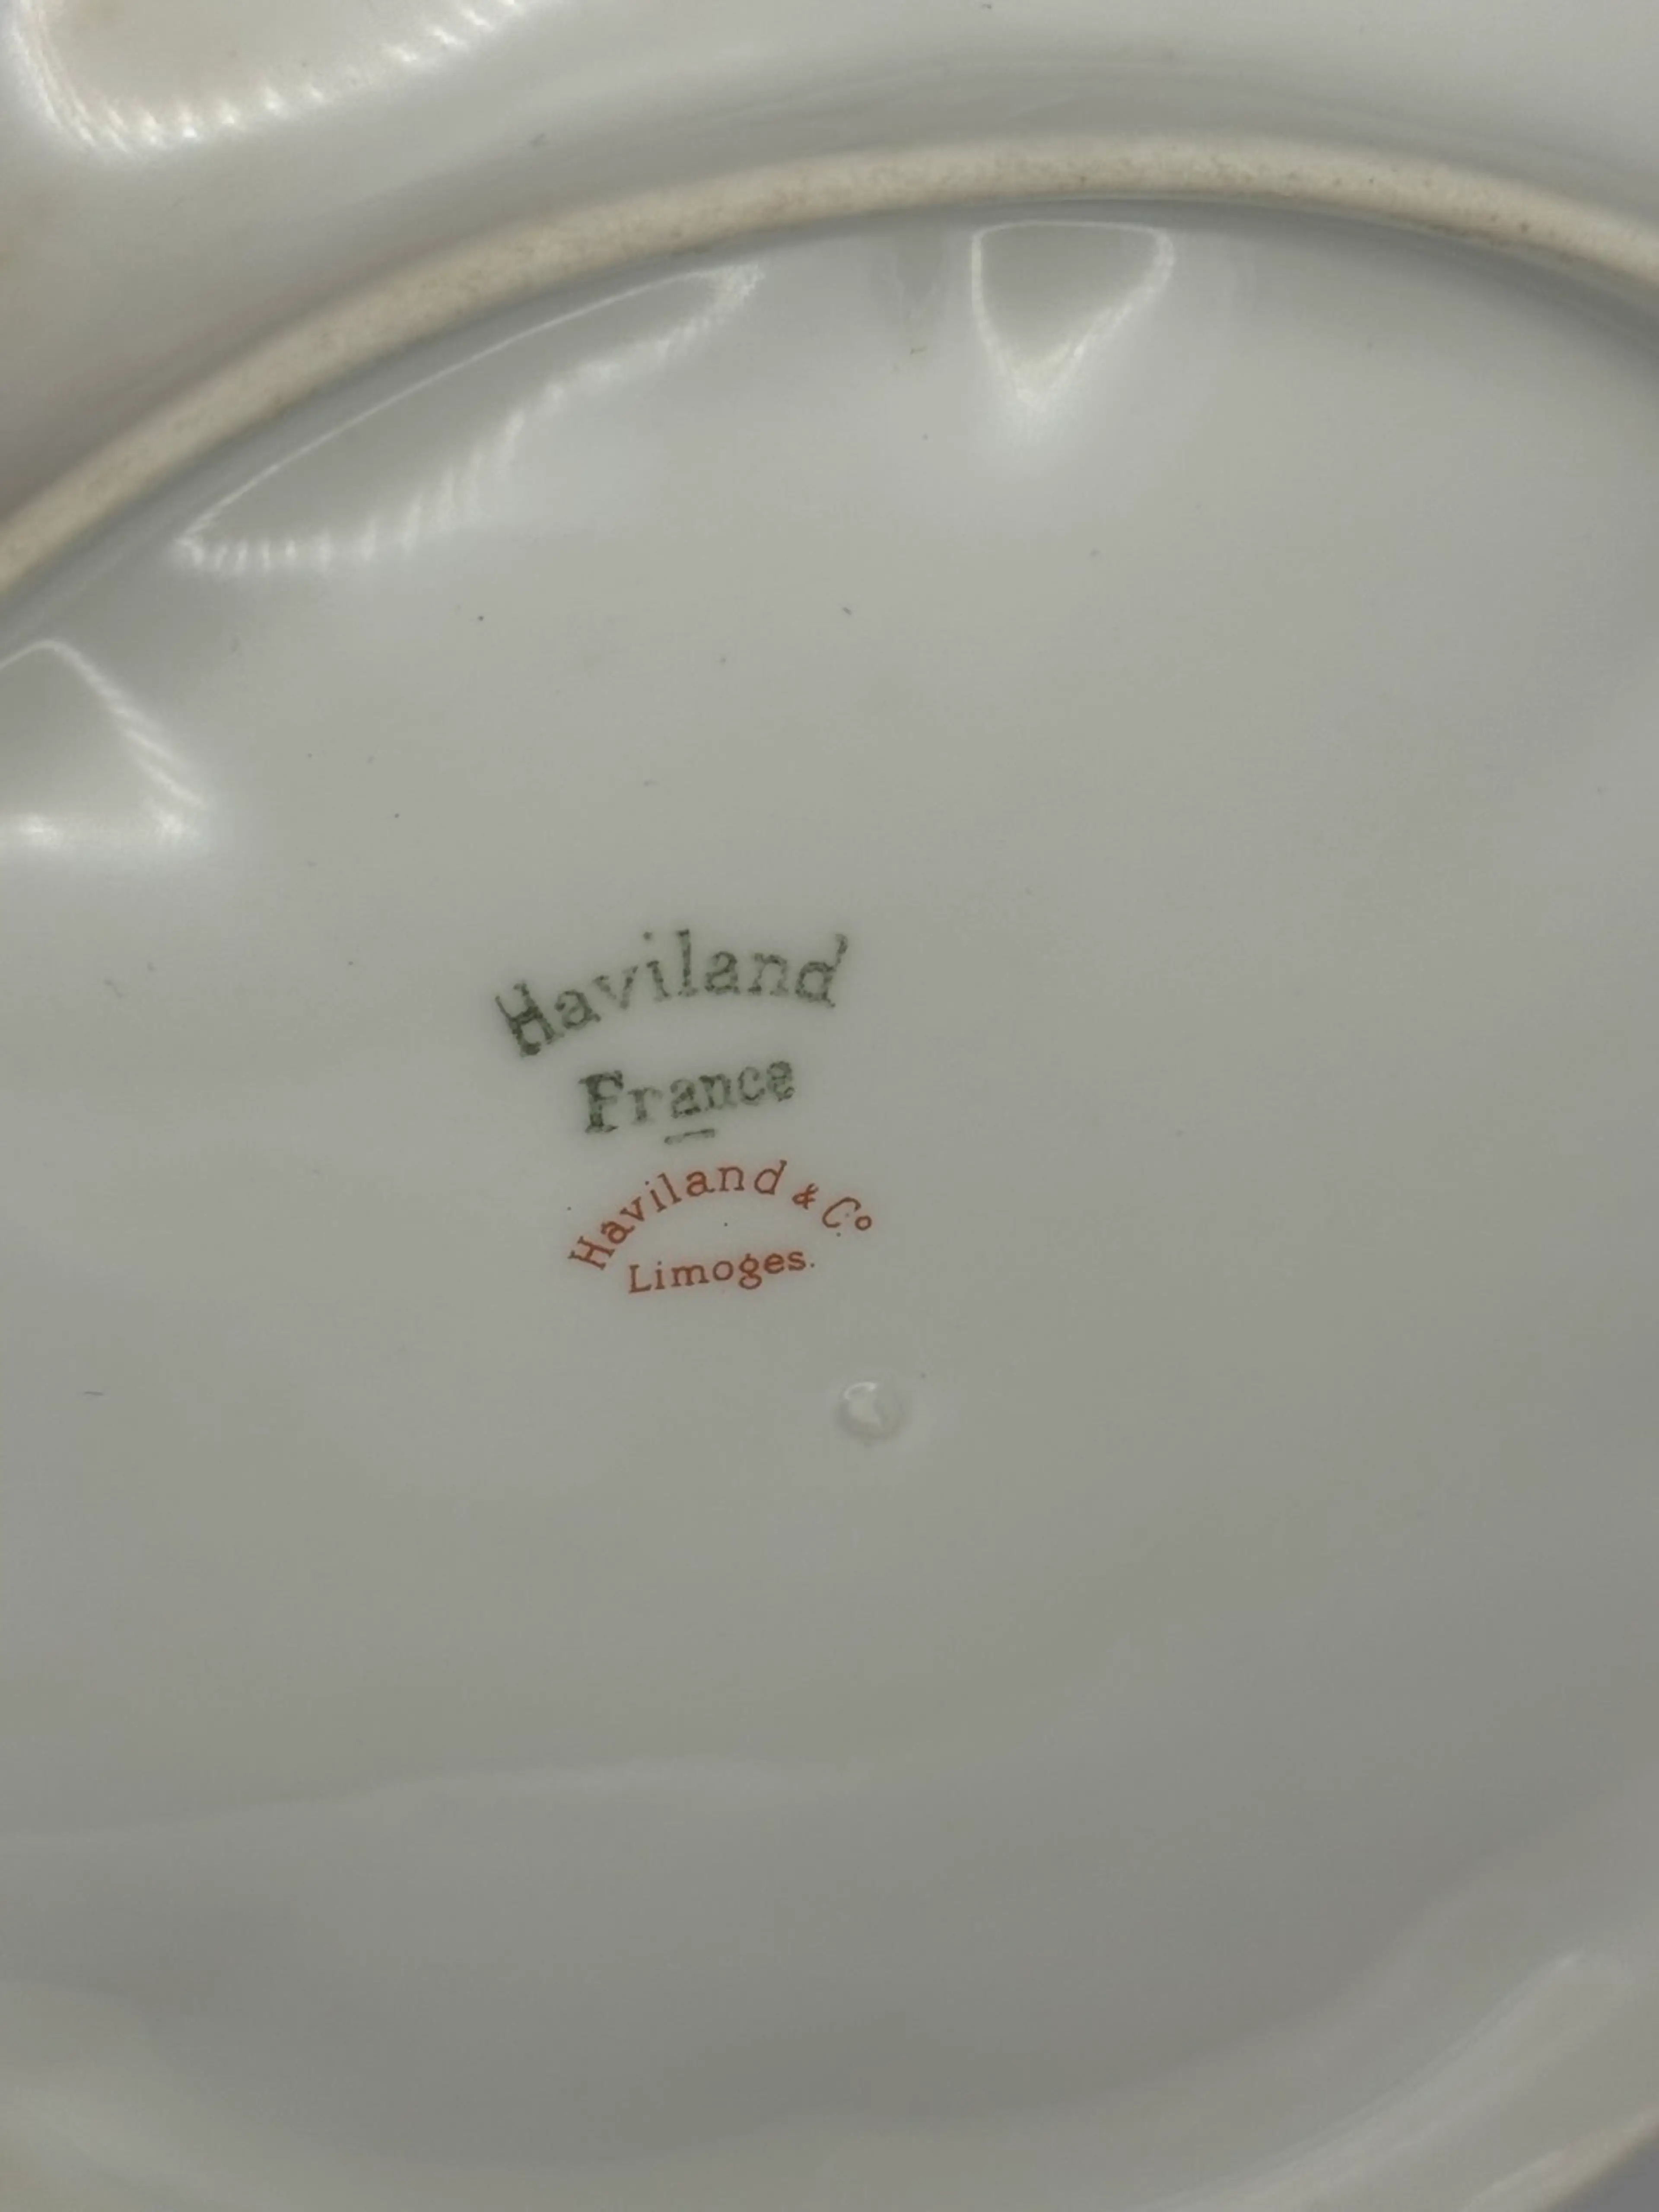 Haviland
France
Haviland & Co
Limoges.